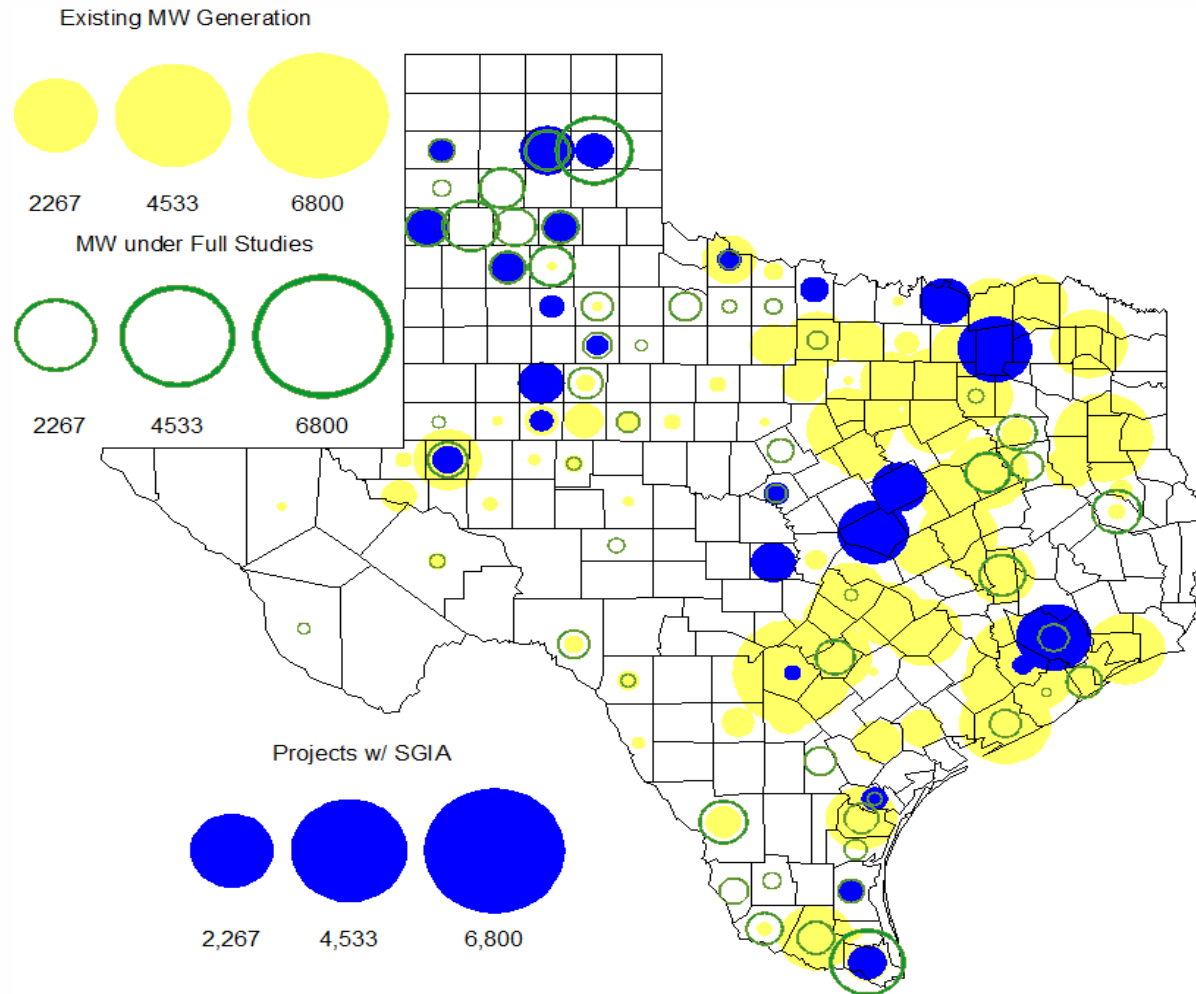 Existing MW Generation
2267 4533 6800
MW under Full Studies
2267 4533 6800
Projects w/ SGIA
2,267 4,533 6,800